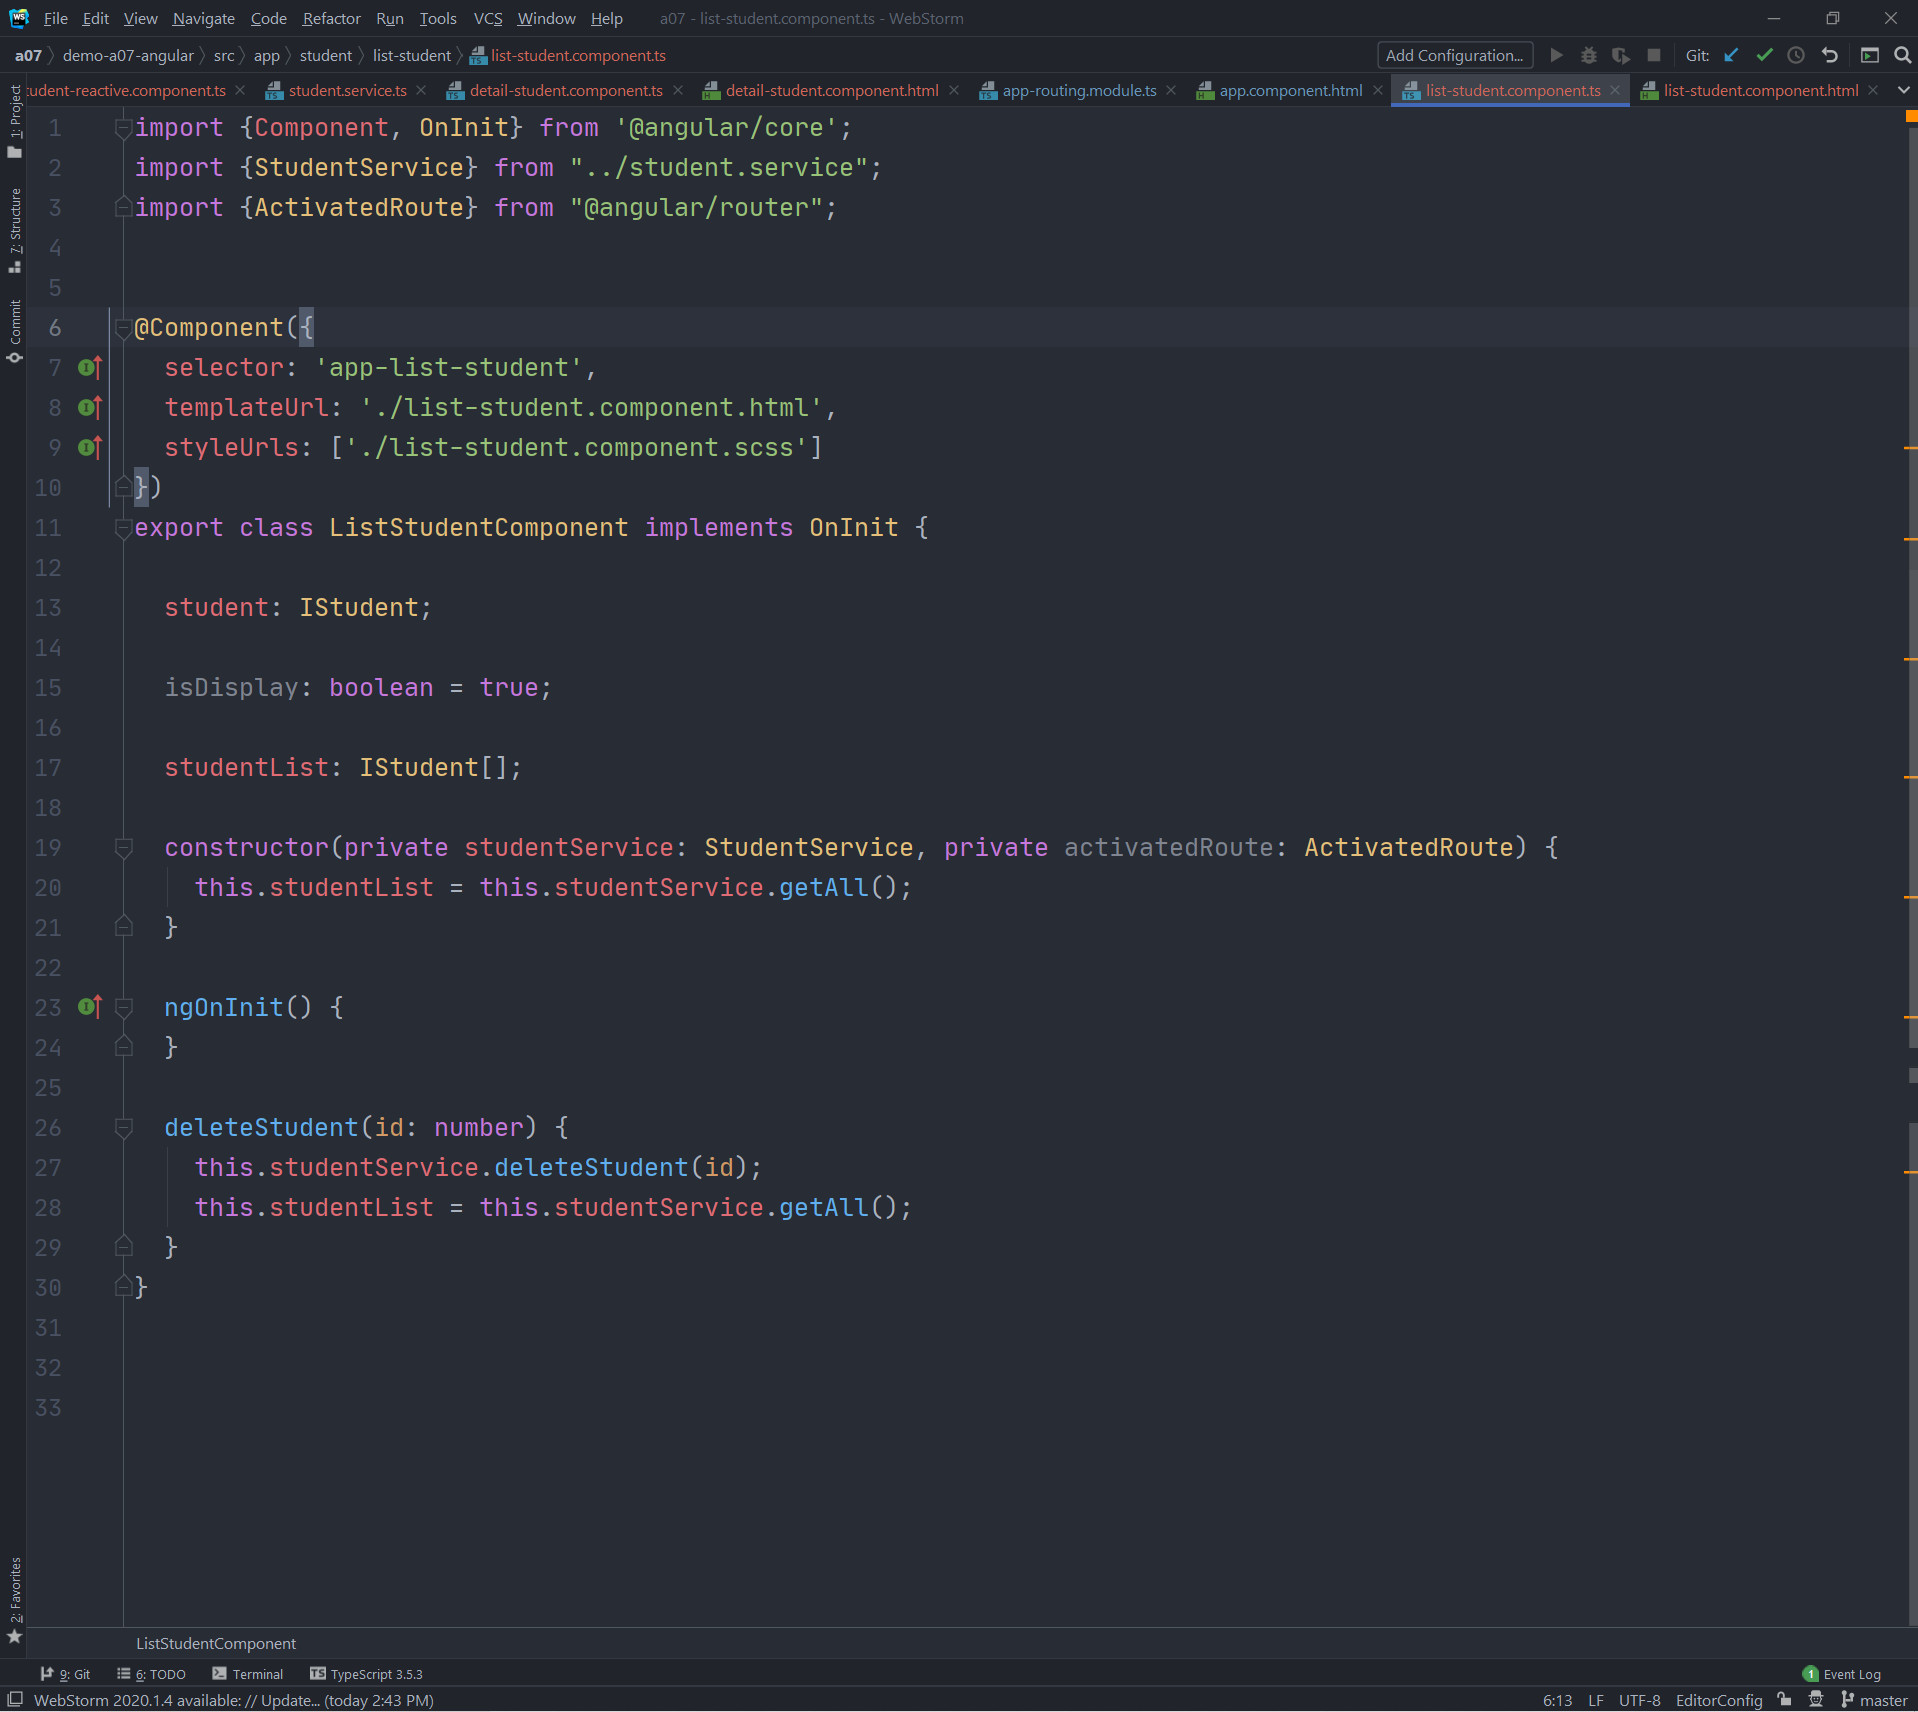 File Edit View Navigate Code Refactor Run Tools VCS Window Help a07 - list-student.component.ts - WebStorm
a07 demo-a07-angular src app student list-student list-student.component.ts Add Configuration... Git:
tudent-reactive.component.ts student.service.ts detail-student.component.ts detail-student.component.html app-routing.module.ts app.component.html list-student.component.ts list-student.component.html
1: Project
7: Structure
Commit
2: Favorites
1 import {Component, OnInit} from '@angular/core';
2 import {StudentService} from "../student.service";
3 import {ActivatedRoute} from "@angular/router";
4
5
6 @Component({
7 selector: 'app-list-student',
8 templateUrl: './list-student.component.html',
9 styleUrls: ['./list-student.component.scss']
10 })
11 export class ListStudentComponent implements OnInit {
12
13 student: IStudent;
14
15 isDisplay: boolean = true;
16
17 studentList: IStudent[];
18
19 constructor(private studentService: StudentService, private activatedRoute: ActivatedRoute) {
20 this.studentList = this.studentService.getAll();
21 }
22
23 ngOnInit() {
24 }
25
26 deleteStudent(id: number) {
27 this.studentService.deleteStudent(id);
28 this.studentList = this.studentService.getAll();
29 }
30 }
31
32
33
ListStudentComponent
9: Git 6: TODO Terminal TypeScript 3.5.3 1 Event Log
WebStorm 2020.1.4 available: // Update... (today 2:43 PM) 6:13 LF UTF-8 EditorConfig master